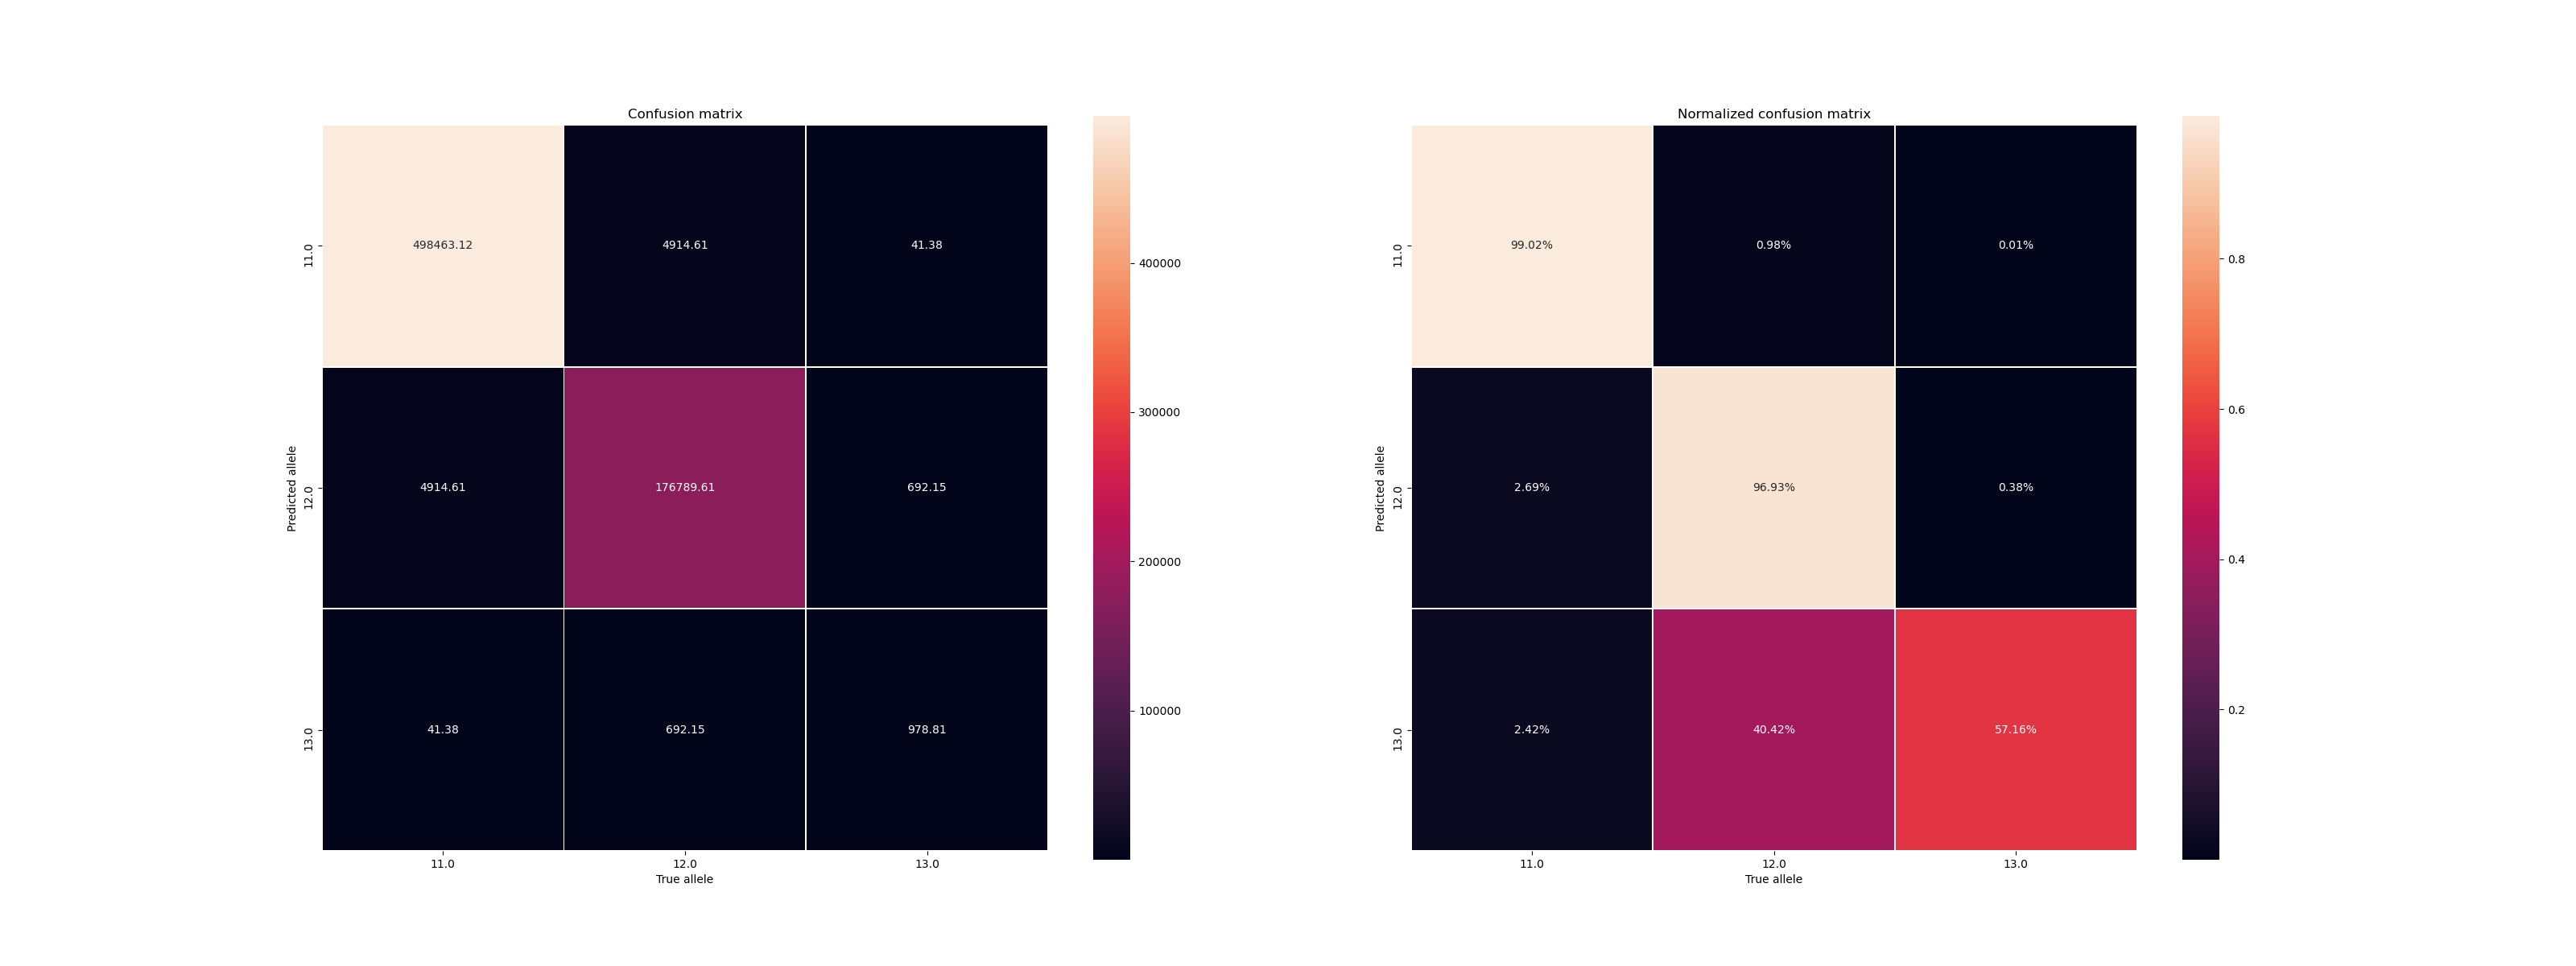 Confusion matrix
11.0
498463.12 4914.61 41.38
12.0
4914.61 176789.61 692.15
13.0
41.38 692.15 978.81
Predicted allele
11.0 12.0 13.0
True allele
400000
300000
200000
100000
Normalized confusion matrix
11.0
99.02% 0.98% 0.01%
12.0
2.69% 96.93% 0.38%
13.0
2.42% 40.42% 57.16%
Predicted allele
11.0 12.0 13.0
True allele
0.8
0.6
0.4
0.2